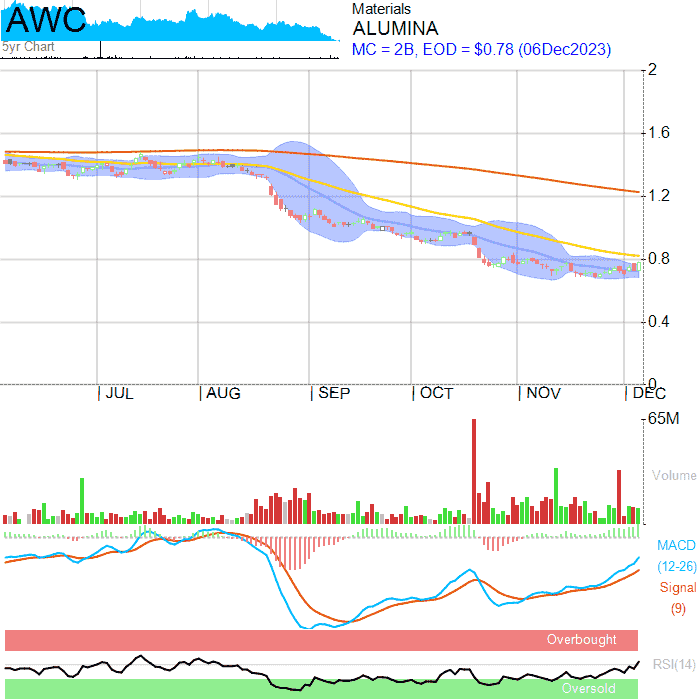 AWC
5yr Chart
Materials
ALUMINA
MC = 2B, EOD = $0.78 (06Dec2023)
2
1.6
1.2
0.8
0.4
0
JUL
AUG
SEP
OCT
NOV
DEC
65M
Volume
MACD
(12-26)
Signal
(9)
Overbought
RSI(14)
Oversold